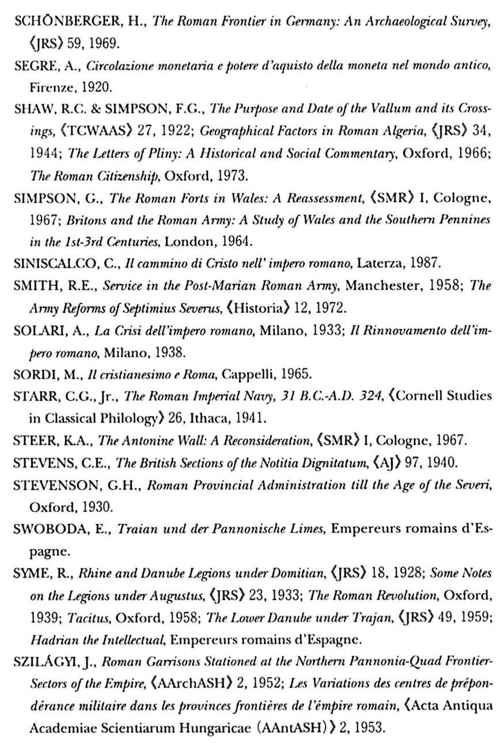 SCHÖNBERGER, H., The Roman Frontier in Germany: An Archaeological Survey,
《JRS》 59, 1969.
SEGRE, A., Circolazione monetaria e potere d'aquisto della moneta nel mondo antico,
Firenze, 1920.
SHAW, R.C. & SIMPSON, F.G., The Purpose and Date of the Vallum and its Cross-
ings, 《TCWAAS》 27, 1922; Geographical Factors in Roman Algeria, 《JRS》 34,
1944; The Letters of Pliny: A Historical and Social Commentary, Oxford, 1966;
The Roman Citizenship, Oxford, 1973.
SIMPSON, G., The Roman Forts in Wales: A Reassessment, 《SMR》 I, Cologne,
1967; Britons and the Roman Army: A Study of Wales and the Southern Pennines
in the 1st-3rd Centuries, London, 1964.
SINISCALCO, C., Il cammino di Cristo nell' impero romano, Laterza, 1987.
SMITH, R.E., Service in the Post-Marian Roman Army, Manchester, 1958; The
Army Reforms of Septimius Severus, 《Historia》 12, 1972.
SOLARI, A., La Crisi dell'impero romano, Milano, 1933; Il Rinnovamento dell'im-
pero romano, Milano, 1938.
SORDI, M., Il cristianesimo e Roma, Cappelli, 1965.
STARR, C.G., Jr., The Roman Imperial Navy, 31 B.C.-A.D. 324, 《Cornell Studies
in Classical Philology》 26, Ithaca, 1941.
STEER, K.A., The Antonine Wall: A Reconsideration, 《SMR》 I, Cologne, 1967.
STEVENS, C.E., The British Sections of the Notitia Dignitatum, 《AJ》 97, 1940.
STEVENSON, G.H., Roman Provincial Administration till the Age of the Severi,
Oxford, 1930.
SWOBODA, E., Traian und der Pannonische Limes, Empereurs romains d'Es-
pagne.
SYME, R., Rhine and Danube Legions under Domitian, 《JRS》 18, 1928; Some Notes
on the Legions under Augustus, 《JRS》 23, 1933; The Roman Revolution, Oxford,
1939; Tacitus, Oxford, 1958; The Lower Danube under Trajan, 《JRS》 49, 1959;
Hadrian the Intellectual, Empereurs romains d'Espagne.
SZILÁGYI, J., Roman Garrisons Stationed at the Northern Pannonia-Quad Frontier-
Sectors of the Empire, 《AArchASH》 2, 1952; Les Variations des centres de prépon-
dérance militaire dans les provinces frontières de l'émpire romain, 《Acta Antiqua
Academiae Scientiarum Hungaricae (AAntASH)》 2, 1953.